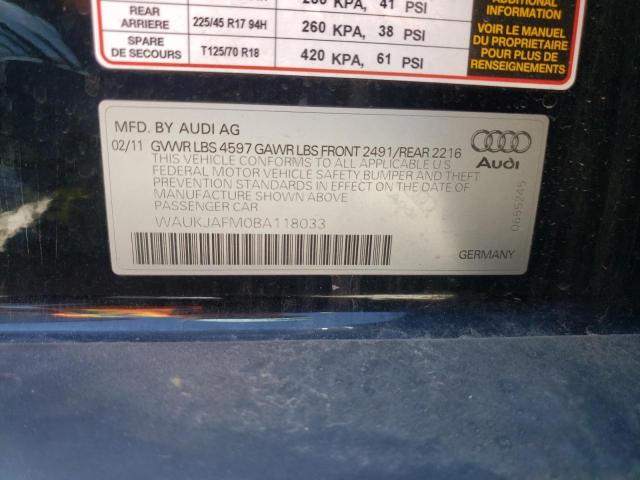 41 PSI
REAR
ARRIERE 225/45 R17 94H 260 KPA, 38 PSI
SPARE
DE SECOURS T125/70 R18 420 KPA, 61 PSI
ADDITIONAL
INFORMATION
VOIR LE MANUEL
DU PROPRIETAIRE
POUR PLUS DE
RENSEIGNEMENTS
MFD. BY AUDI AG
02/11 GVWR LBS 4597 GAWR LBS FRONT 2491/REAR 2216
THIS VEHICLE CONFORMS TO ALL APPLICABLE U.S.
FEDERAL MOTOR VEHICLE SAFETY BUMPER AND THEFT
PREVENTION STANDARDS IN EFFECT ON THE DATE OF
MANUFACTURE SHOWN ABOVE
PASSENGER CAR
WAUKJAFM0BA118033
Audi
0655245
GERMANY